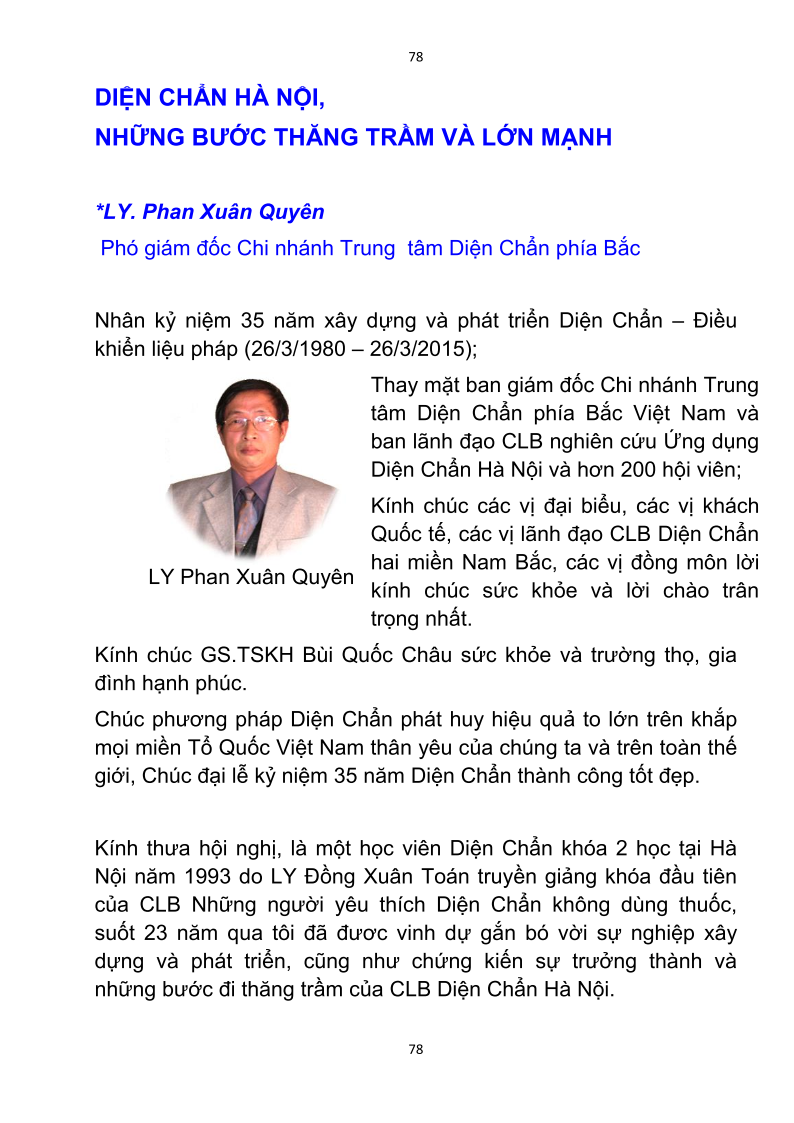 78
DIỆN CHẨN HÀ NỘI,
NHỮNG BƯỚC THĂNG TRẦM VÀ LỚN MẠNH
*LY. Phan Xuân Quyên
Phó giám đốc Chi nhánh Trung tâm Diện Chẩn phía Bắc
Nhân kỷ niệm 35 năm xây dựng và phát triển Diện Chẩn – Điều
khiển liệu pháp (26/3/1980 – 26/3/2015);
Thay mặt ban giám đốc Chi nhánh Trung
tâm Diện Chẩn phía Bắc Việt Nam và
ban lãnh đạo CLB nghiên cứu Ứng dụng
Diện Chẩn Hà Nội và hơn 200 hội viên;
Kính chúc các vị đại biểu, các vị khách
Quốc tế, các vị lãnh đạo CLB Diện Chẩn
hai miền Nam Bắc, các vị đồng môn lời
kính chúc sức khỏe và lời chào trân
trọng nhất.
LY Phan Xuân Quyên
Kính chúc GS.TSKH Bùi Quốc Châu sức khỏe và trường thọ, gia
đình hạnh phúc.
Chúc phương pháp Diện Chẩn phát huy hiệu quả to lớn trên khắp
mọi miền Tổ Quốc Việt Nam thân yêu của chúng ta và trên toàn thế
giới, Chúc đại lễ kỷ niệm 35 năm Diện Chẩn thành công tốt đẹp.
Kính thưa hội nghị, là một học viên Diện Chẩn khóa 2 học tại Hà
Nội năm 1993 do LY Đồng Xuân Toán truyền giảng khóa đầu tiên
của CLB Những người yêu thích Diện Chẩn không dùng thuốc,
suốt 23 năm qua tôi đã đươc vinh dự gắn bó vời sự nghiệp xây
dựng và phát triển, cũng như chứng kiến sự trưởng thành và
những bước đi thăng trầm của CLB Diện Chẩn Hà Nội.
78